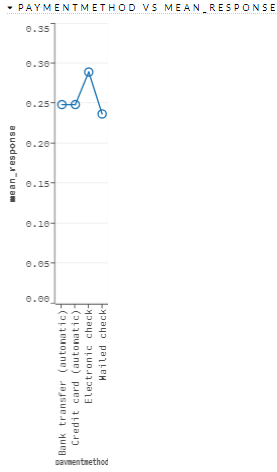 PAYMENTMETHOD VS MEAN_RESPONSE
0.35
0.30
0.25
0.20
0.15
0.10
0.05
0.00
mean_response
Bank transfer (automatic)
Credit card (automatic)
Electronic check
Mailed check
paymentmethod